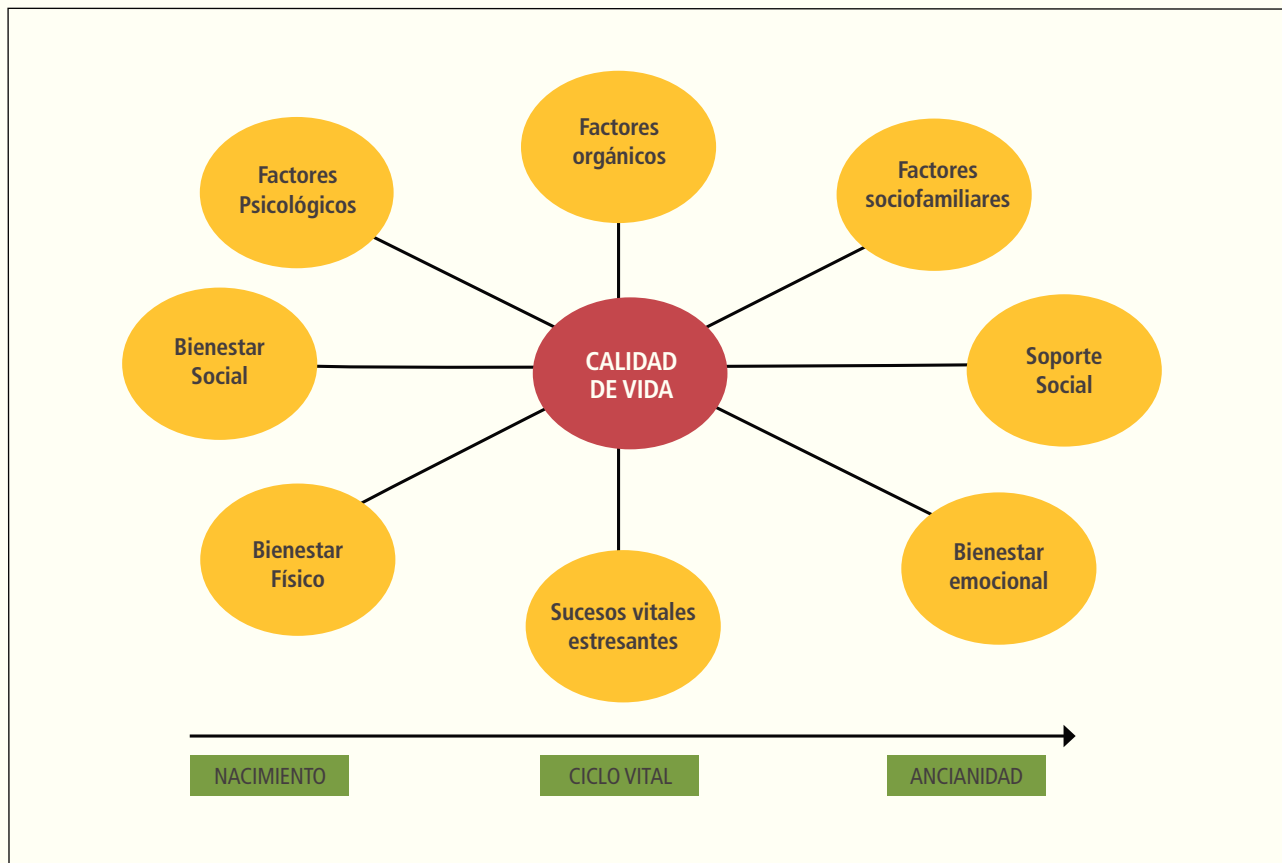 Factores
orgánicos
Factores
Psicológicos
Factores
sociofamiliares
Bienestar
Social
CALIDAD
DE VIDA
Soporte
Social
Bienestar
Físico
Bienestar
emocional
Sucesos vitales
estresantes
NACIMIENTO
CICLO VITAL
ANCIANIDAD